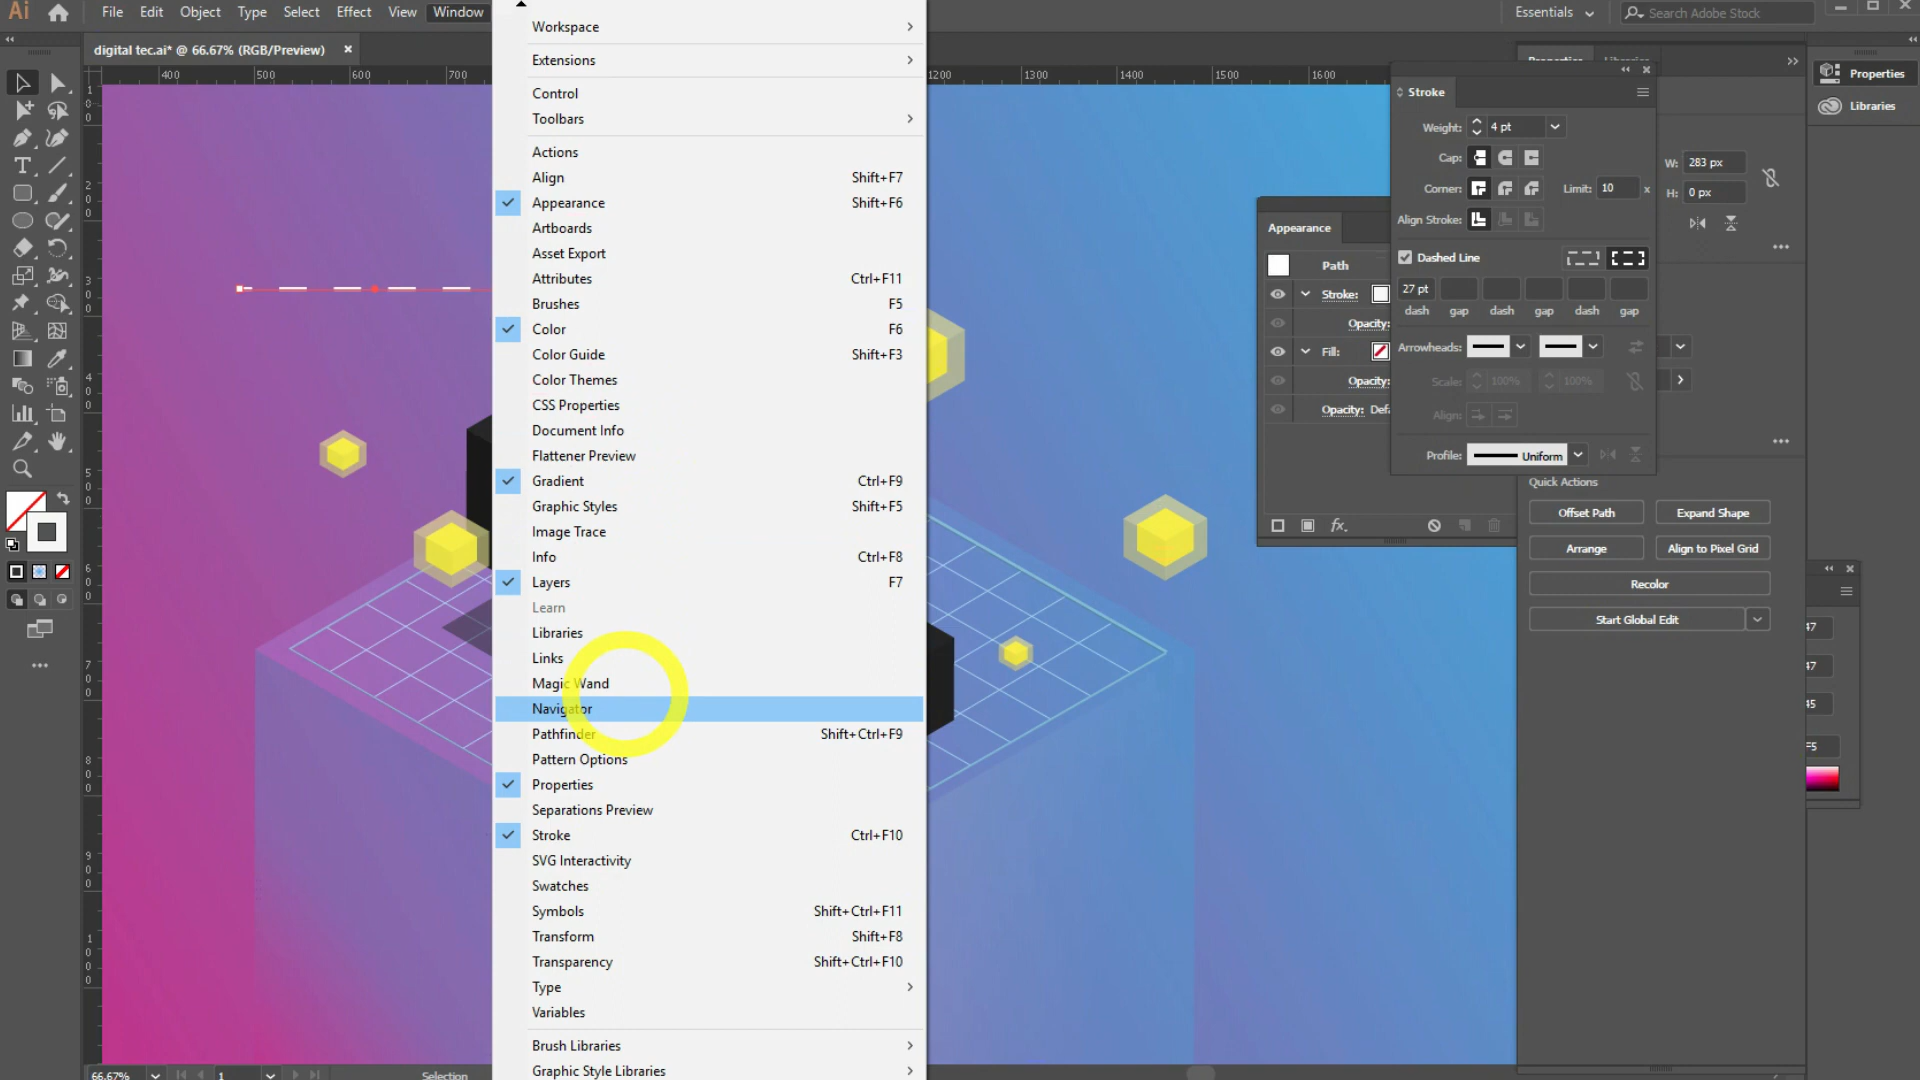 Ai File Edit Object Type Select Effect View Window
Essentials Search Adobe Stock
digital tec.ai* @ 66.67% (RGB/Preview) ×
400 500 600 700 1200 1300 1400 1500 1600
Workspace
Extensions
Control
Toolbars
Actions
Align Shift+F7
Appearance Shift+F6
Artboards
Asset Export
Attributes Ctrl+F11
Brushes F5
Color F6
Color Guide Shift+F3
Color Themes
CSS Properties
Document Info
Flattener Preview
Gradient Ctrl+F9
Graphic Styles Shift+F5
Image Trace
Info Ctrl+F8
Layers F7
Learn
Libraries
Links
Magic Wand
Navigator
Pathfinder Shift+Ctrl+F9
Pattern Options
Properties
Separations Preview
Stroke Ctrl+F10
SVG Interactivity
Swatches
Symbols Shift+Ctrl+F11
Transform Shift+F8
Transparency Shift+Ctrl+F10
Type
Variables
Brush Libraries
Graphic Style Libraries
Appearance
Path
Stroke:
Opacity:
Fill:
Opacity:
Opacity: Defa
Stroke
Weight: 4 pt
Cap:
Corner: Limit: 10 x
Align Stroke:
Dashed Line
27 pt
dash gap dash gap dash gap
Arrowheads:
Scale: 100% 100%
Align:
Profile: Uniform
Properties Libraries
W: 283 px
H: 0 px
Quick Actions
Offset Path Expand Shape
Arrange Align to Pixel Grid
Recolor
Start Global Edit
Properties
Libraries
47
47
45
F5
66.67% 1 Selection